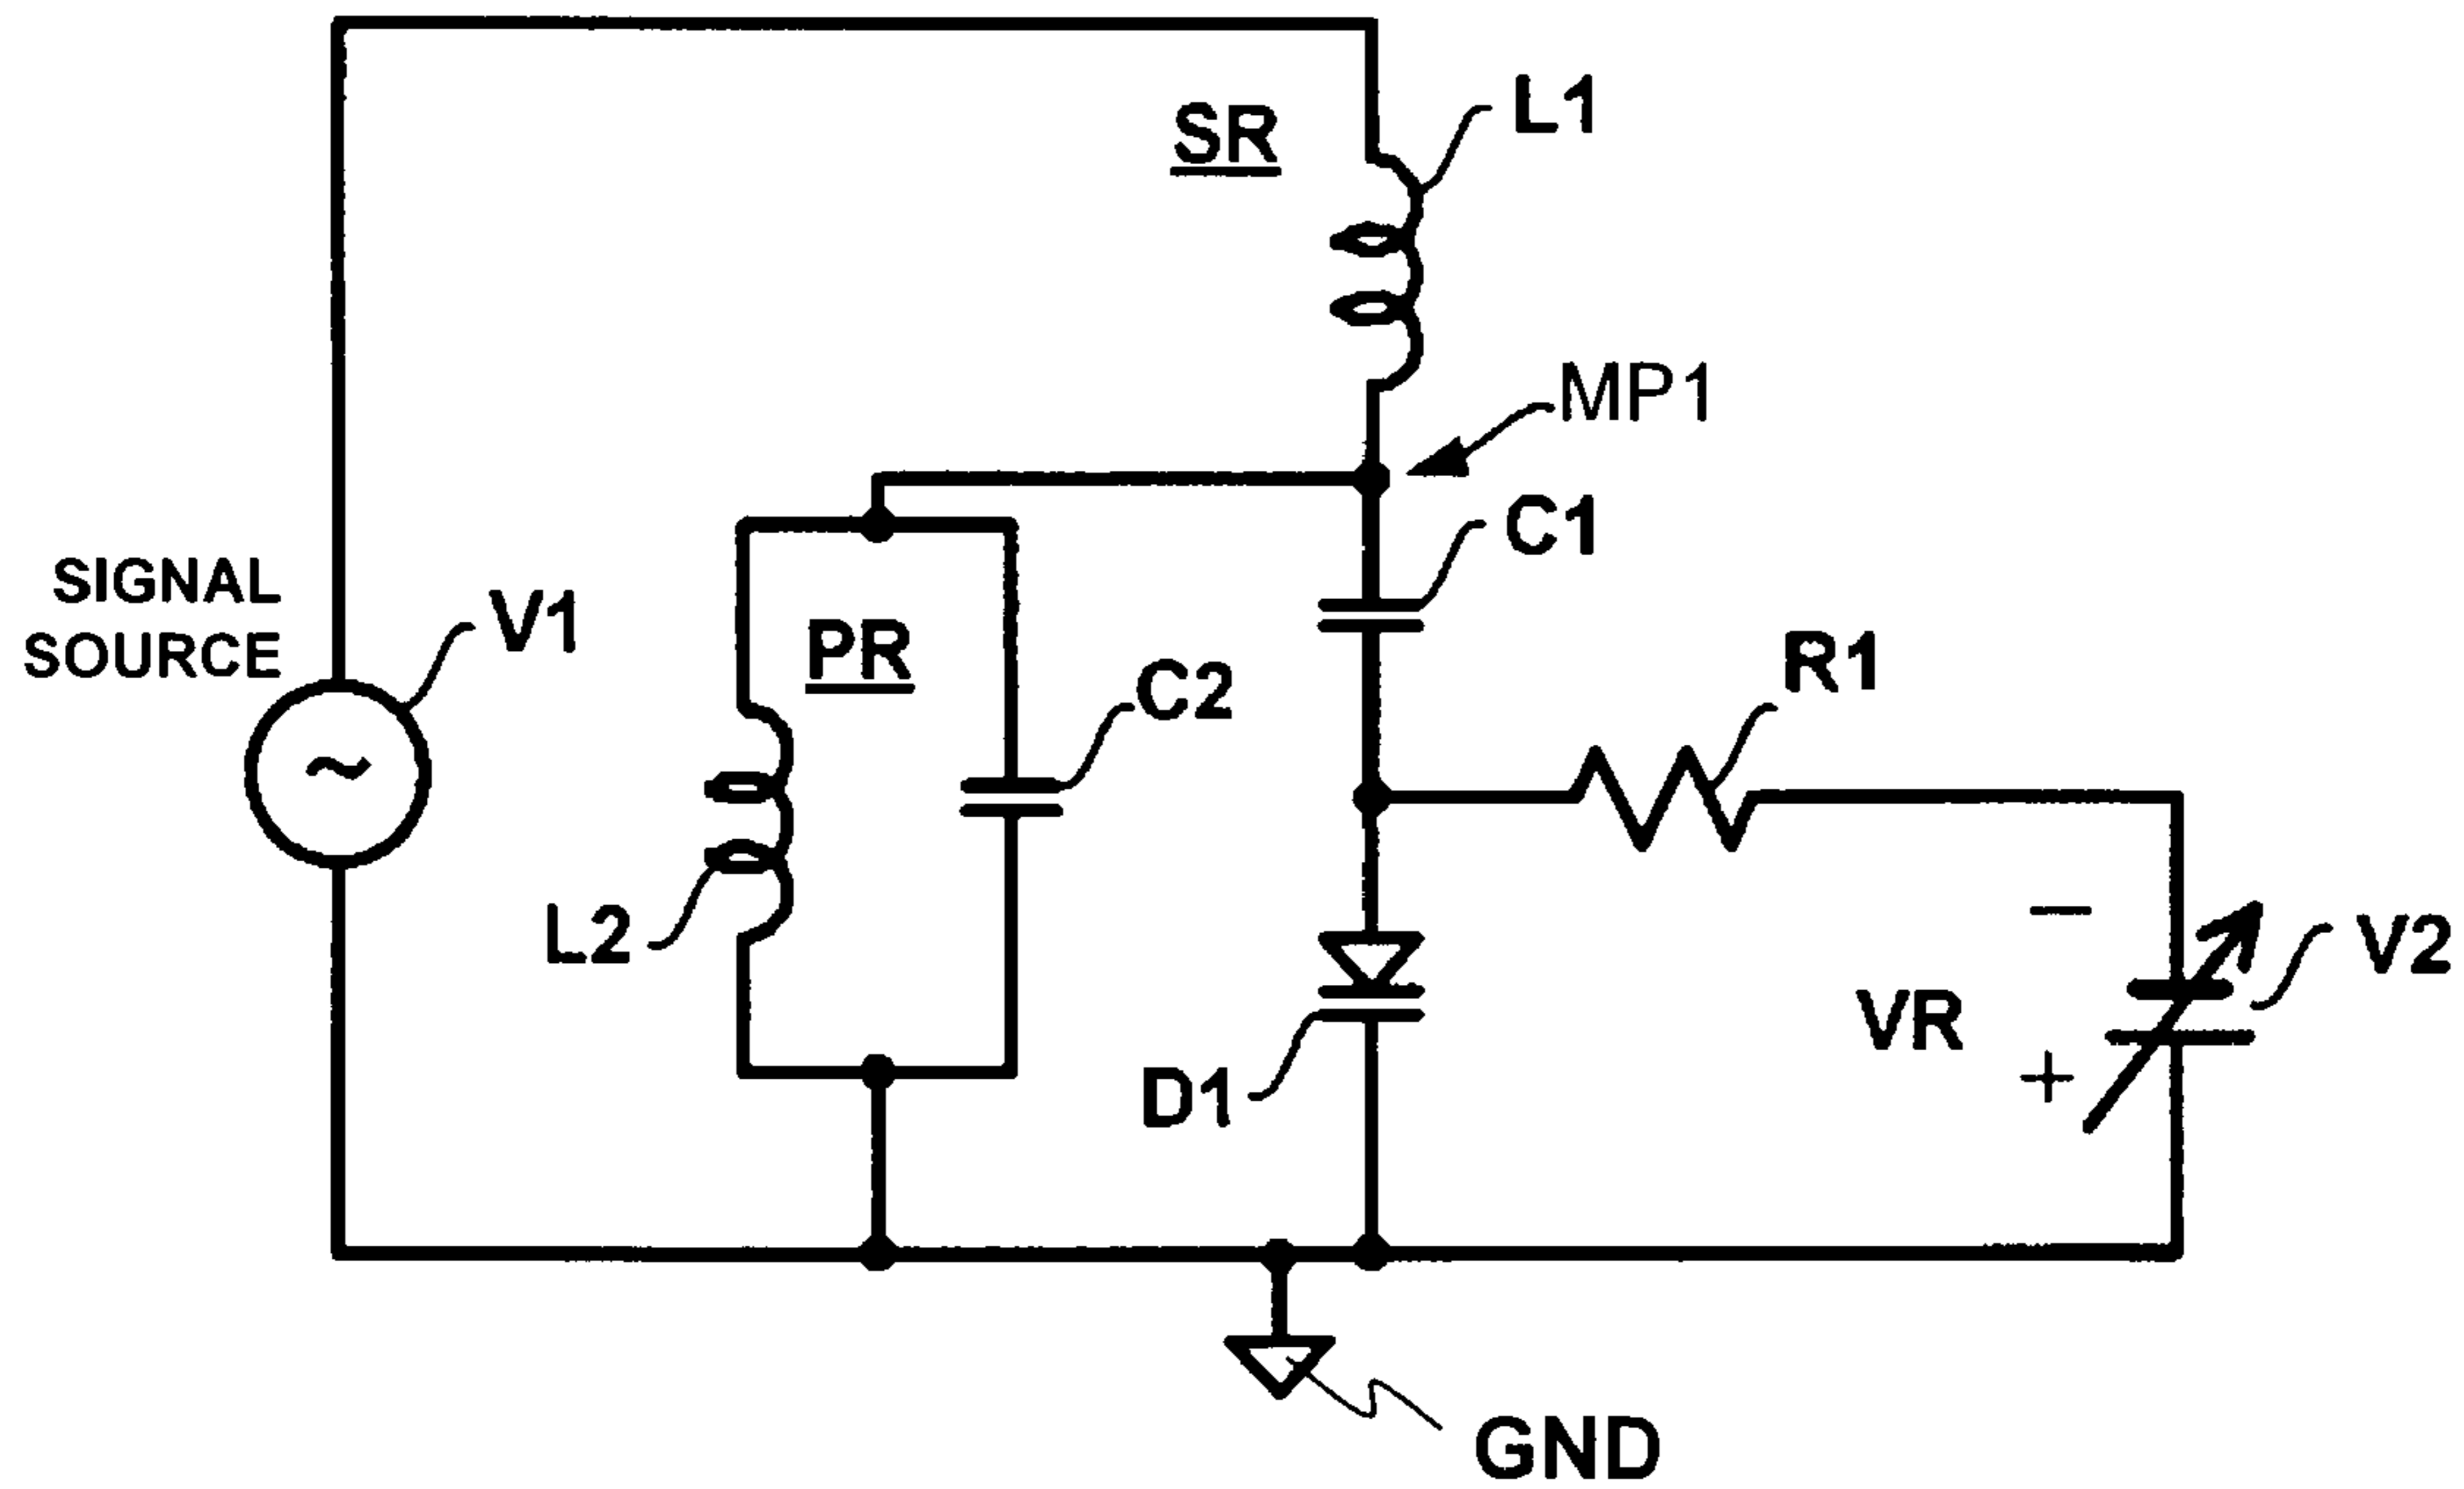 L1
SR
MP1
C1
SIGNAL
SOURCE
V1
PR
C2
R1
L2
−
V2
VR
+
D1
GND